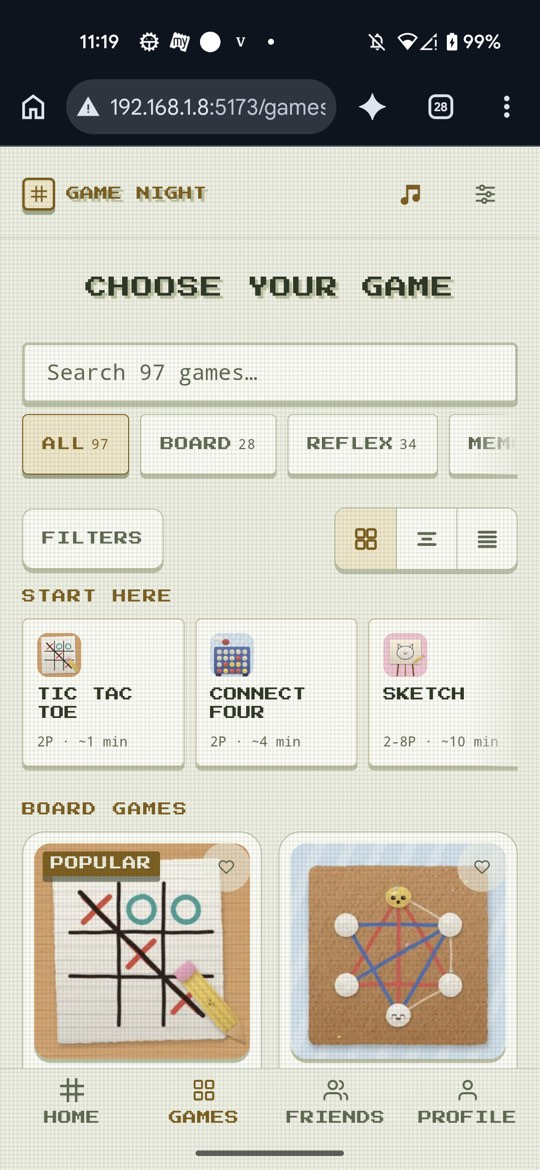 11:19
my
v
99%
192.168.1.8:5173/games
28
GAME NIGHT
CHOOSE YOUR GAME
Search 97 games…
ALL 97
BOARD 28
REFLEX 34
MEM
FILTERS
START HERE
TIC TAC
TOE
2P · ~1 min
CONNECT
FOUR
2P · ~4 min
SKETCH
2-8P · ~10 min
BOARD GAMES
POPULAR
HOME
GAMES
FRIENDS
PROFILE